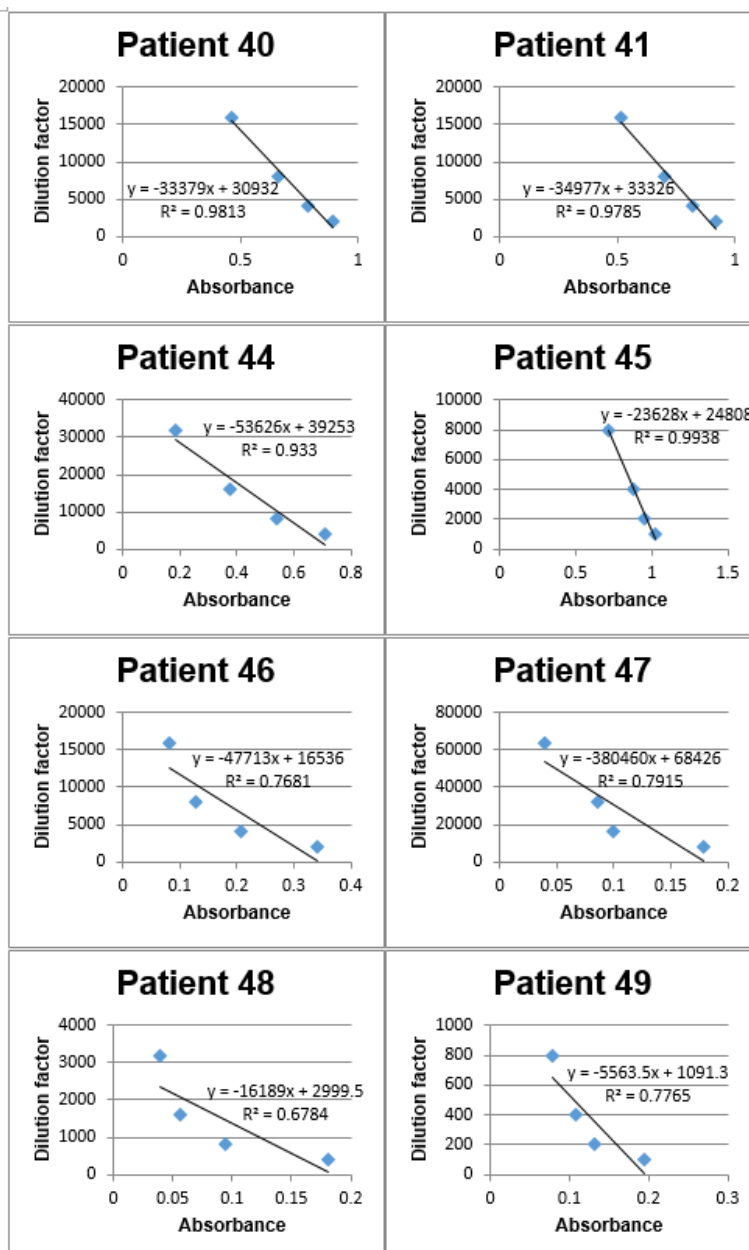 Patient 40
20000
15000
10000
5000
0
Dilution factor
y = -33379x + 30932
R² = 0.9813
0 0.5 1
Absorbance
Patient 41
20000
15000
10000
5000
0
Dilution factor
y = -34977x + 33326
R² = 0.9785
0 0.5 1
Absorbance
Patient 44
40000
30000
20000
10000
0
Dilution factor
y = -53626x + 39253
R² = 0.933
0 0.2 0.4 0.6 0.8
Absorbance
Patient 45
10000
8000
6000
4000
2000
0
Dilution factor
y = -23628x + 24808
R² = 0.9938
0 0.5 1 1.5
Absorbance
Patient 46
20000
15000
10000
5000
0
Dilution factor
y = -47713x + 16536
R² = 0.7681
0 0.1 0.2 0.3 0.4
Absorbance
Patient 47
80000
60000
40000
20000
0
Dilution factor
y = -380460x + 68426
R² = 0.7915
0 0.05 0.1 0.15 0.2
Absorbance
Patient 48
4000
3000
2000
1000
0
Dilution factor
y = -16189x + 2999.5
R² = 0.6784
0 0.05 0.1 0.15 0.2
Absorbance
Patient 49
1000
800
600
400
200
0
Dilution factor
y = -5563.5x + 1091.3
R² = 0.7765
0 0.1 0.2 0.3
Absorbance